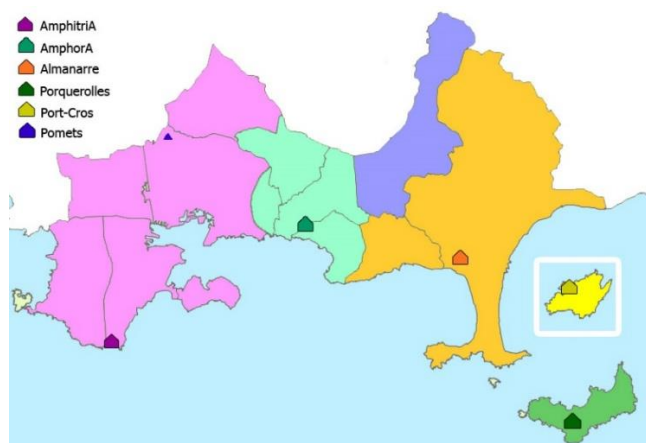 AmphitriA
AmphorA
Almanarre
Porquerolles
Port-Cros
Pomets